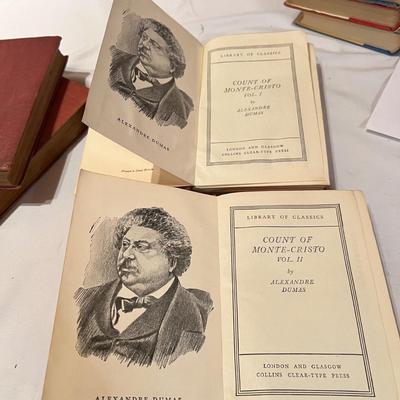 LIBRARY OF CLASSICS
COUNT OF
MONTE-CRISTO
VOL. I
by
ALEXANDRE
DUMAS
LONDON AND GLASGOW
COLLINS CLEAR-TYPE PRESS
ALEXANDRE DUMAS
LIBRARY OF CLASSICS
COUNT OF
MONTE-CRISTO
VOL. II
by
ALEXANDRE
DUMAS
LONDON AND GLASGOW
COLLINS CLEAR-TYPE PRESS
ALEXANDRE DUMAS